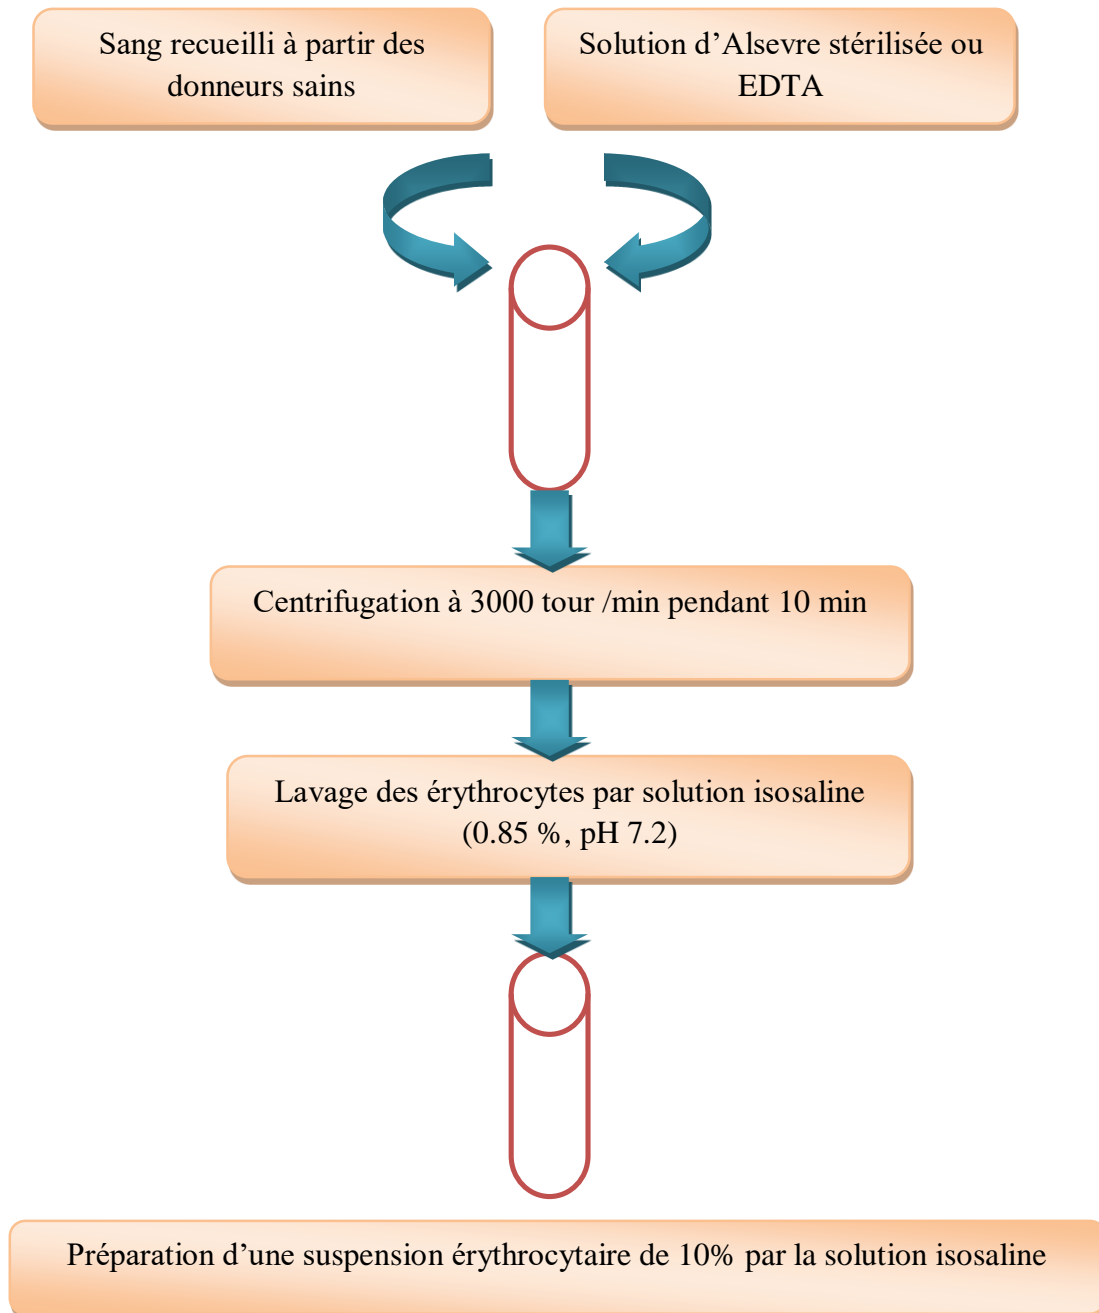 Sang recueilli à partir des
donneurs sains
Solution d’Alsevre stérilisée ou
EDTA
Centrifugation à 3000 tour /min pendant 10 min
Lavage des érythrocytes par solution isosaline
(0.85 %, pH 7.2)
Préparation d’une suspension érythrocytaire de 10% par la solution isosaline